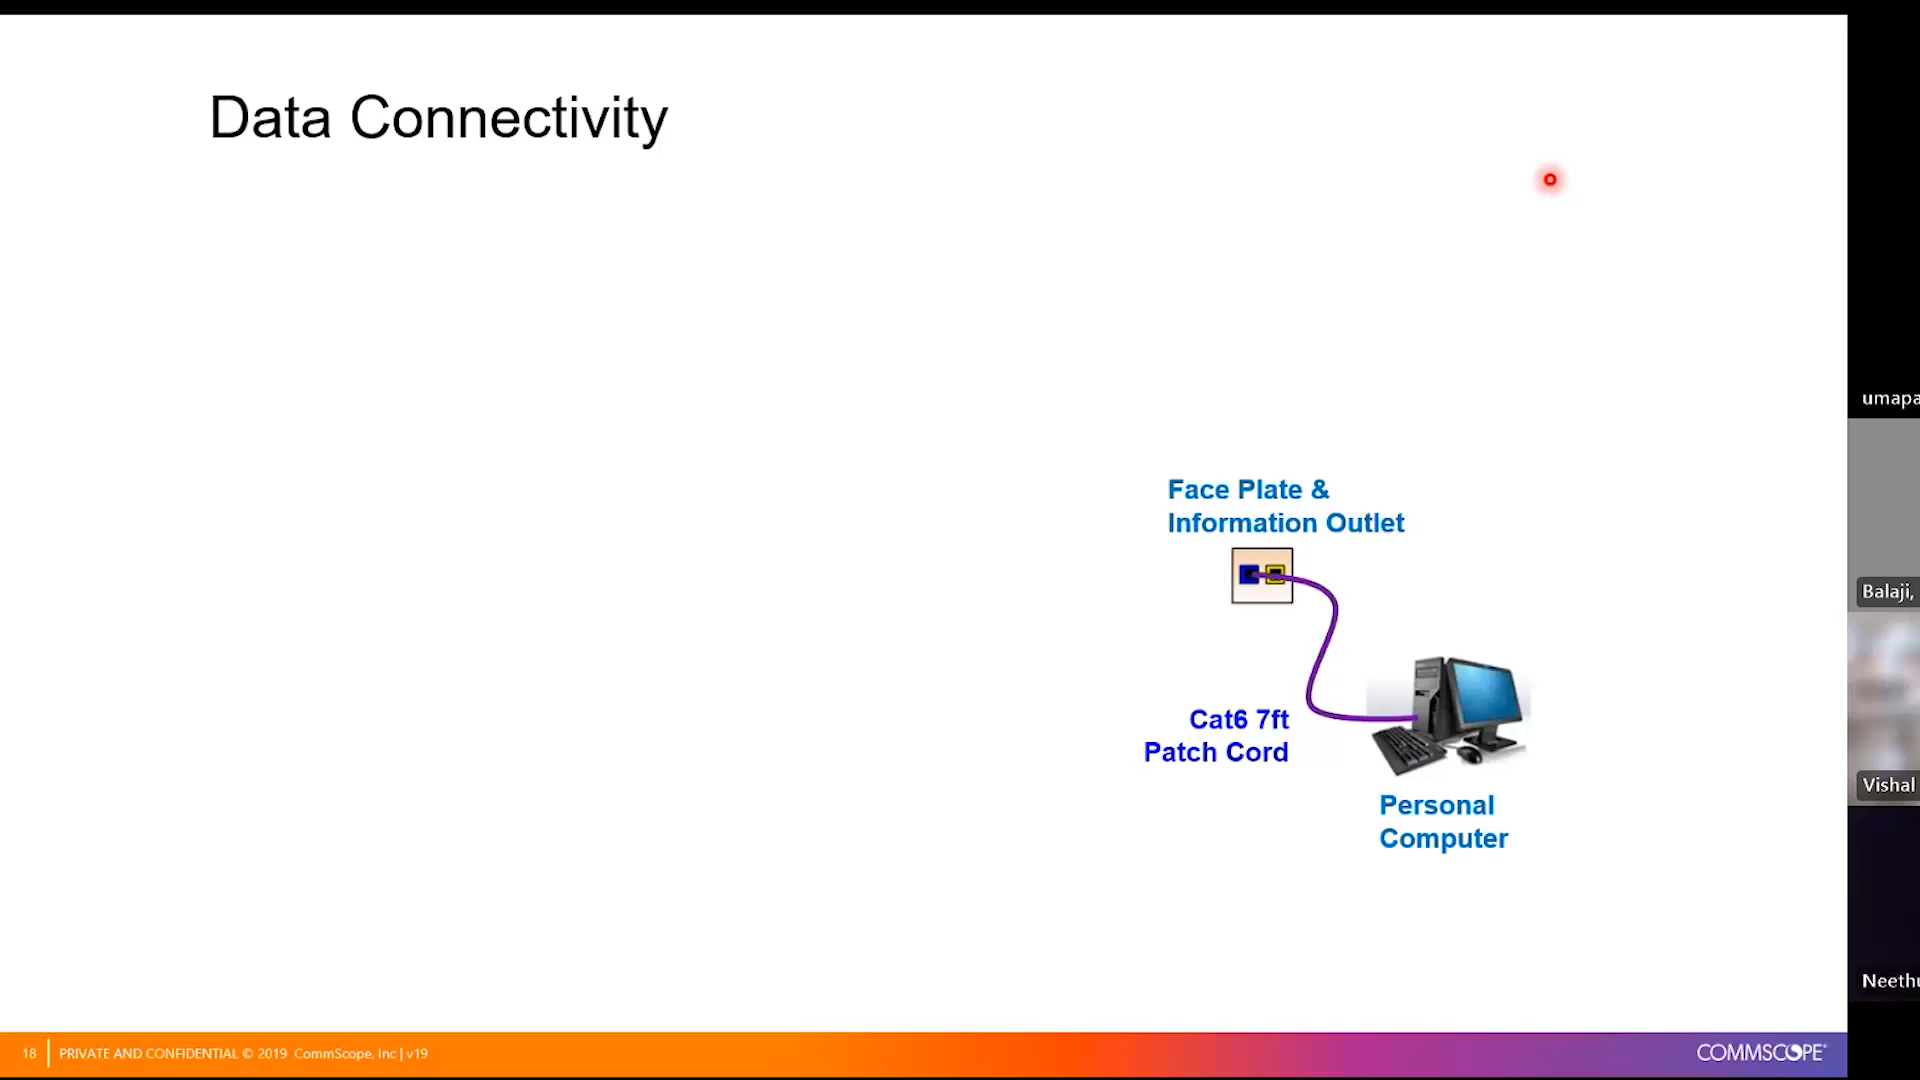 Data Connectivity
Face Plate &
Information Outlet
Cat6 7ft
Patch Cord
Personal
Computer
18 | PRIVATE AND CONFIDENTIAL © 2019 CommScope, Inc | v19
COMMSCOPE®
umapa
Balaji,
Vishal
Neethu